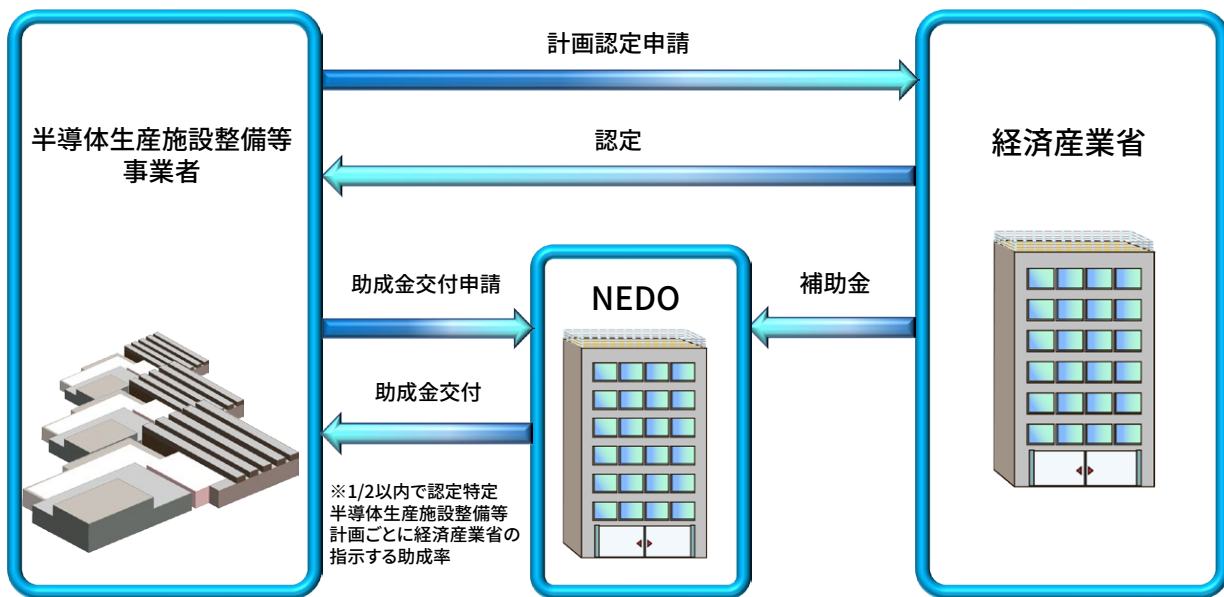 計画認定申請
半導体生産施設整備等
事業者
認定
経済産業省
助成金交付申請
NEDO
補助金
助成金交付
※1/2以内で認定特定
半導体生産施設整備等
計画ごとに経済産業省の
指示する助成率